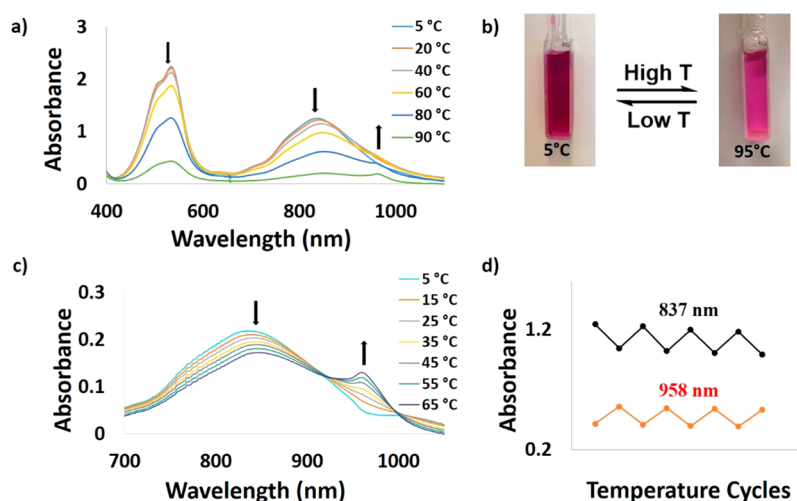 a)
3
2
1
0
Absorbance
400
600
800
1000
Wavelength (nm)
5 °C
20 °C
40 °C
60 °C
80 °C
90 °C
b)
High T
Low T
5°C
95°C
c)
0.3
0.2
0.1
0
Absorbance
700
800
900
1000
Wavelength (nm)
5 °C
15 °C
25 °C
35 °C
45 °C
55 °C
65 °C
d)
1.2
0.2
Absorbance
837 nm
958 nm
Temperature Cycles